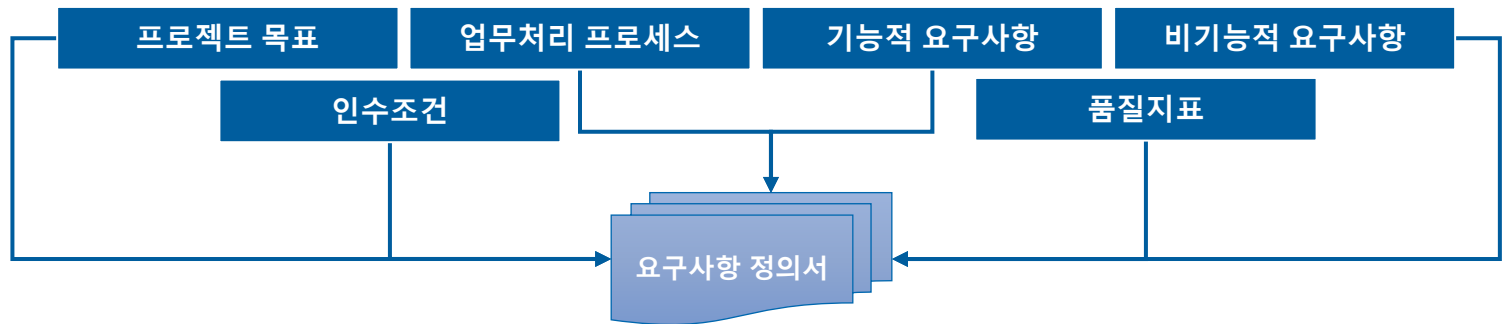 프로젝트 목표
업무처리 프로세스
기능적 요구사항
비기능적 요구사항
인수조건
품질지표
요구사항 정의서